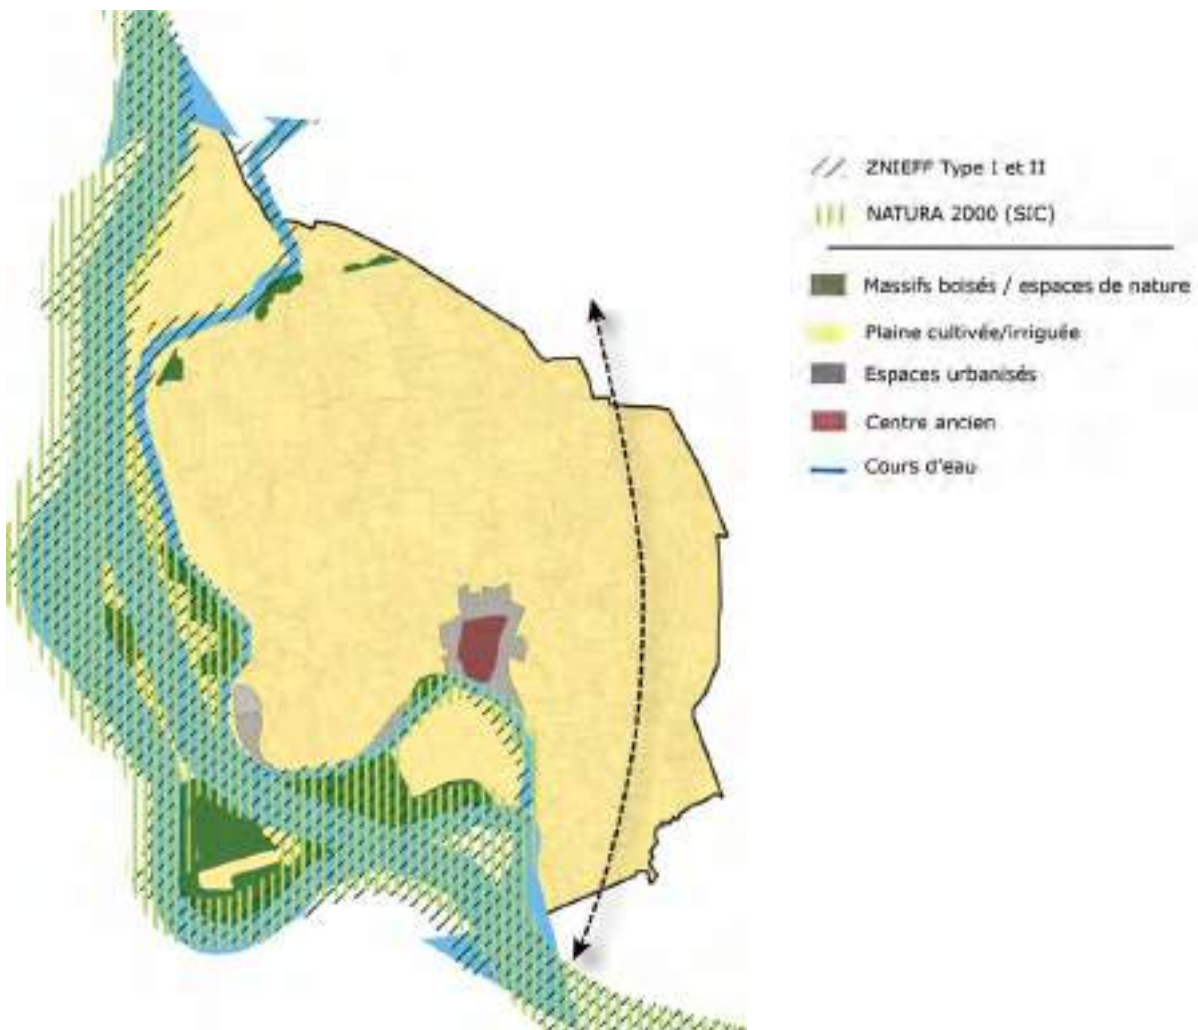 ZNIEFF Type I et II
NATURA 2000 (SIC)
Massifs boisés / espaces de nature
Plaine cultivée/irriguée
Espaces urbanisés
Centre ancien
Cours d'eau